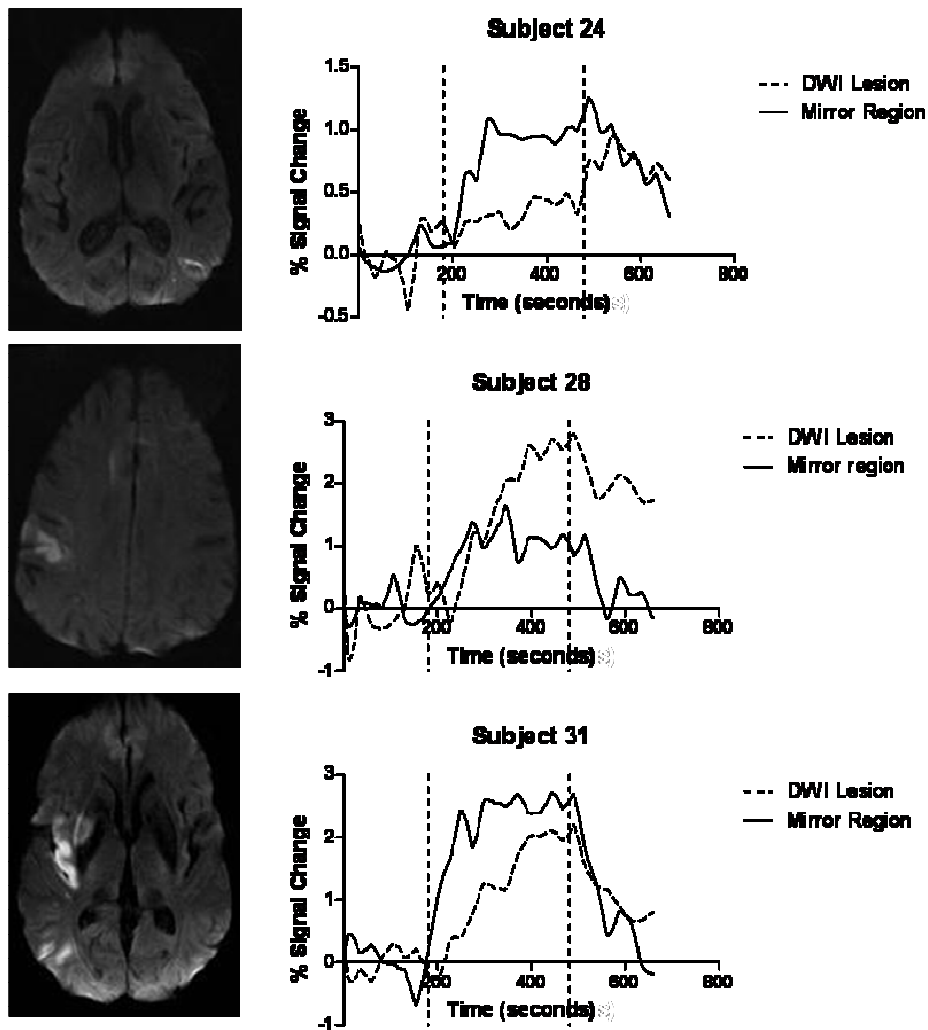 Subject 24
1.5
1.0
0.5
0.0
-0.5
% Signal Change
200
400
600
800
Time (seconds)
DWI Lesion
Mirror Region
Subject 28
3
2
1
0
-1
% Signal Change
200
400
600
800
Time (seconds)
DWI Lesion
Mirror region
Subject 31
3
2
1
0
-1
% Signal Change
200
400
600
800
Time (seconds)
DWI Lesion
Mirror Region